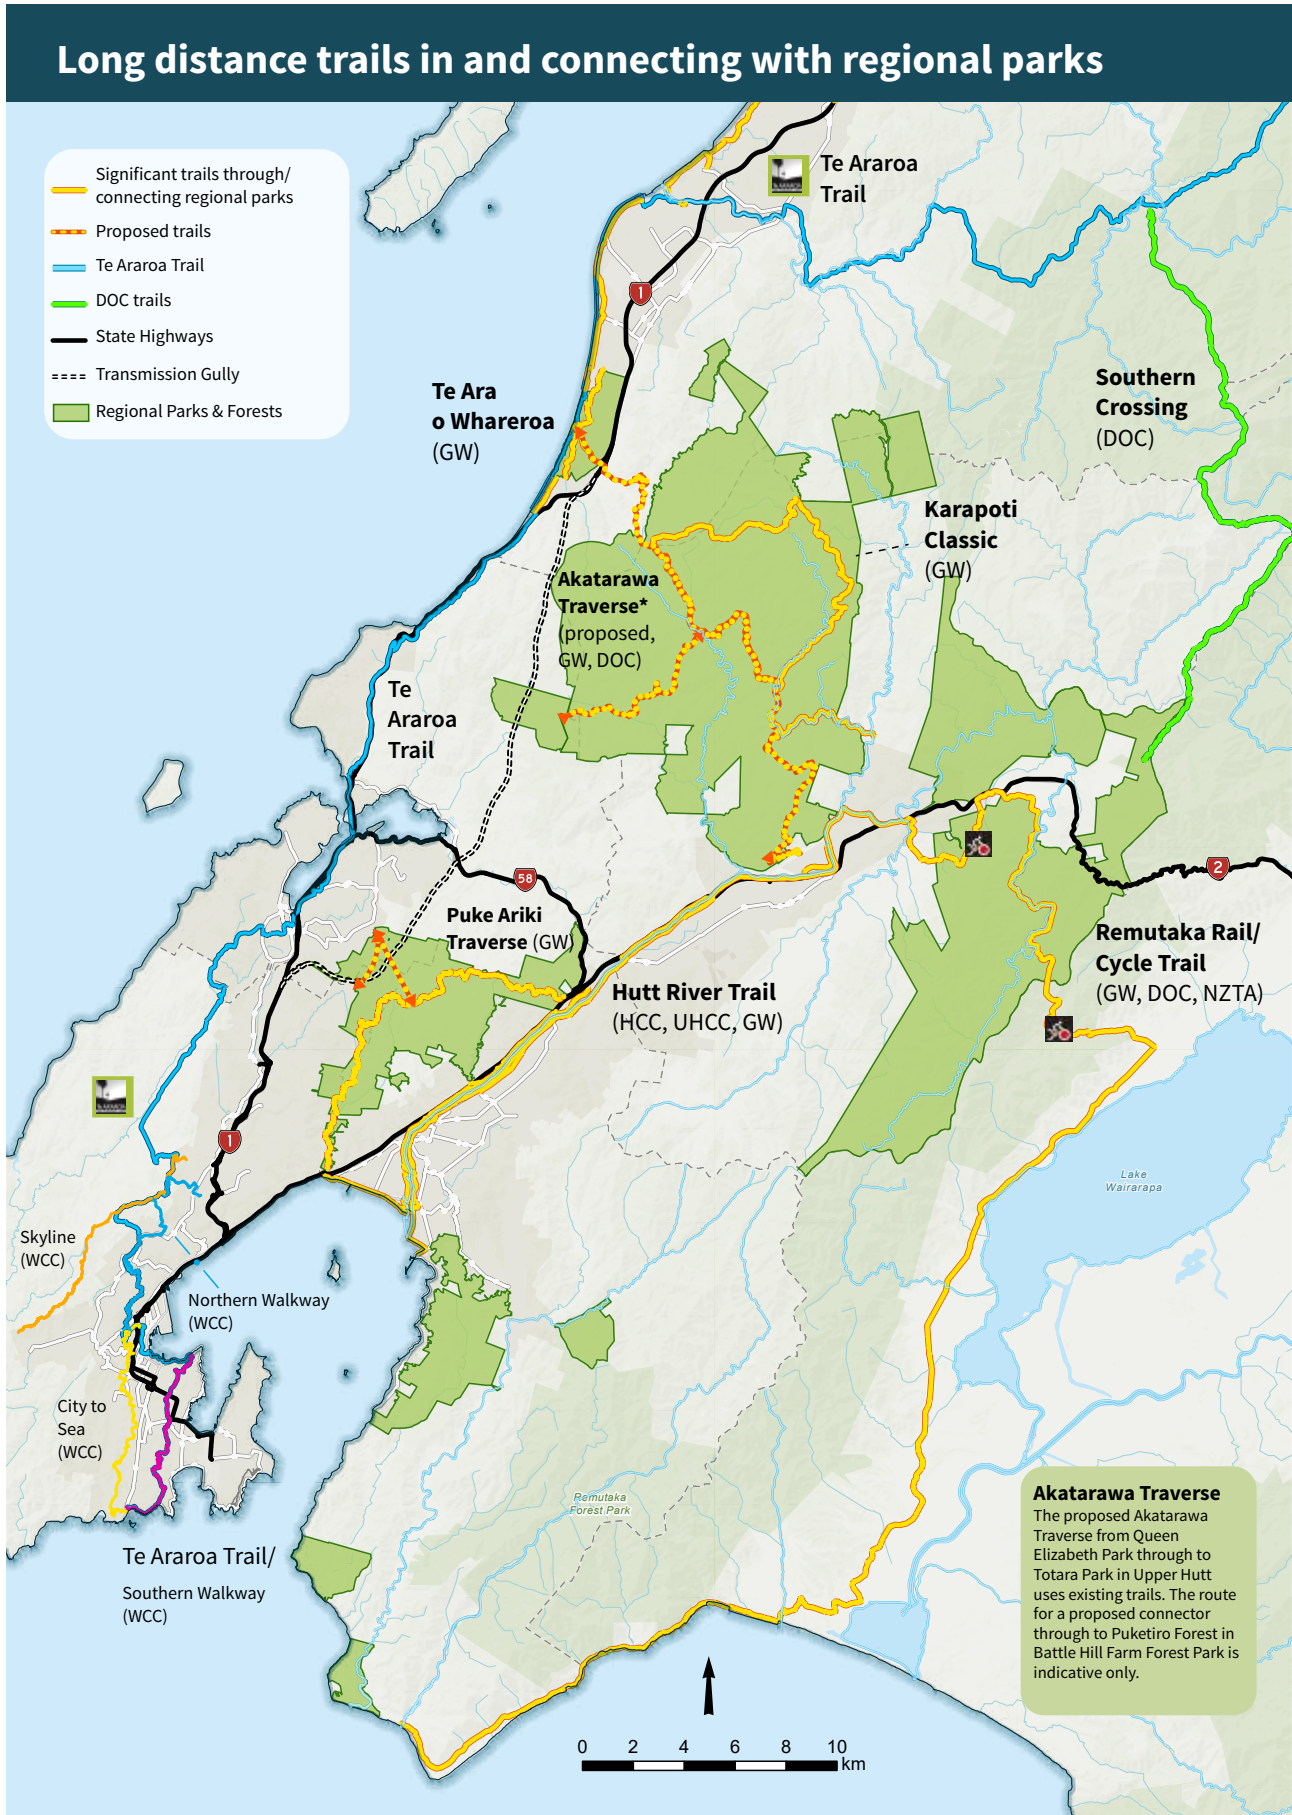 Long distance trails in and connecting with regional parks
Significant trails through/
connecting regional parks
Proposed trails
Te Araroa Trail
DOC trails
State Highways
Transmission Gully
Regional Parks & Forests
Te Araroa
Trail
1
Te Ara
o Whareroa
(GW)
Southern
Crossing
(DOC)
Karapoti
Classic
(GW)
Akatarawa
Traverse*
(proposed,
GW, DOC)
Te
Araroa
Trail
58
2
Puke Ariki
Traverse (GW)
Remutaka Rail/
Cycle Trail
(GW, DOC, NZTA)
Hutt River Trail
(HCC, UHCC, GW)
1
Lake
Wairarapa
Skyline
(WCC)
Northern Walkway
(WCC)
City to
Sea
(WCC)
Remutaka
Forest Park
Te Araroa Trail/
Southern Walkway
(WCC)
Akatarawa Traverse
The proposed Akatarawa
Traverse from Queen
Elizabeth Park through to
Totara Park in Upper Hutt
uses existing trails. The route
for a proposed connector
through to Puketiro Forest in
Battle Hill Farm Forest Park is
indicative only.
0 2 4 6 8 10
km